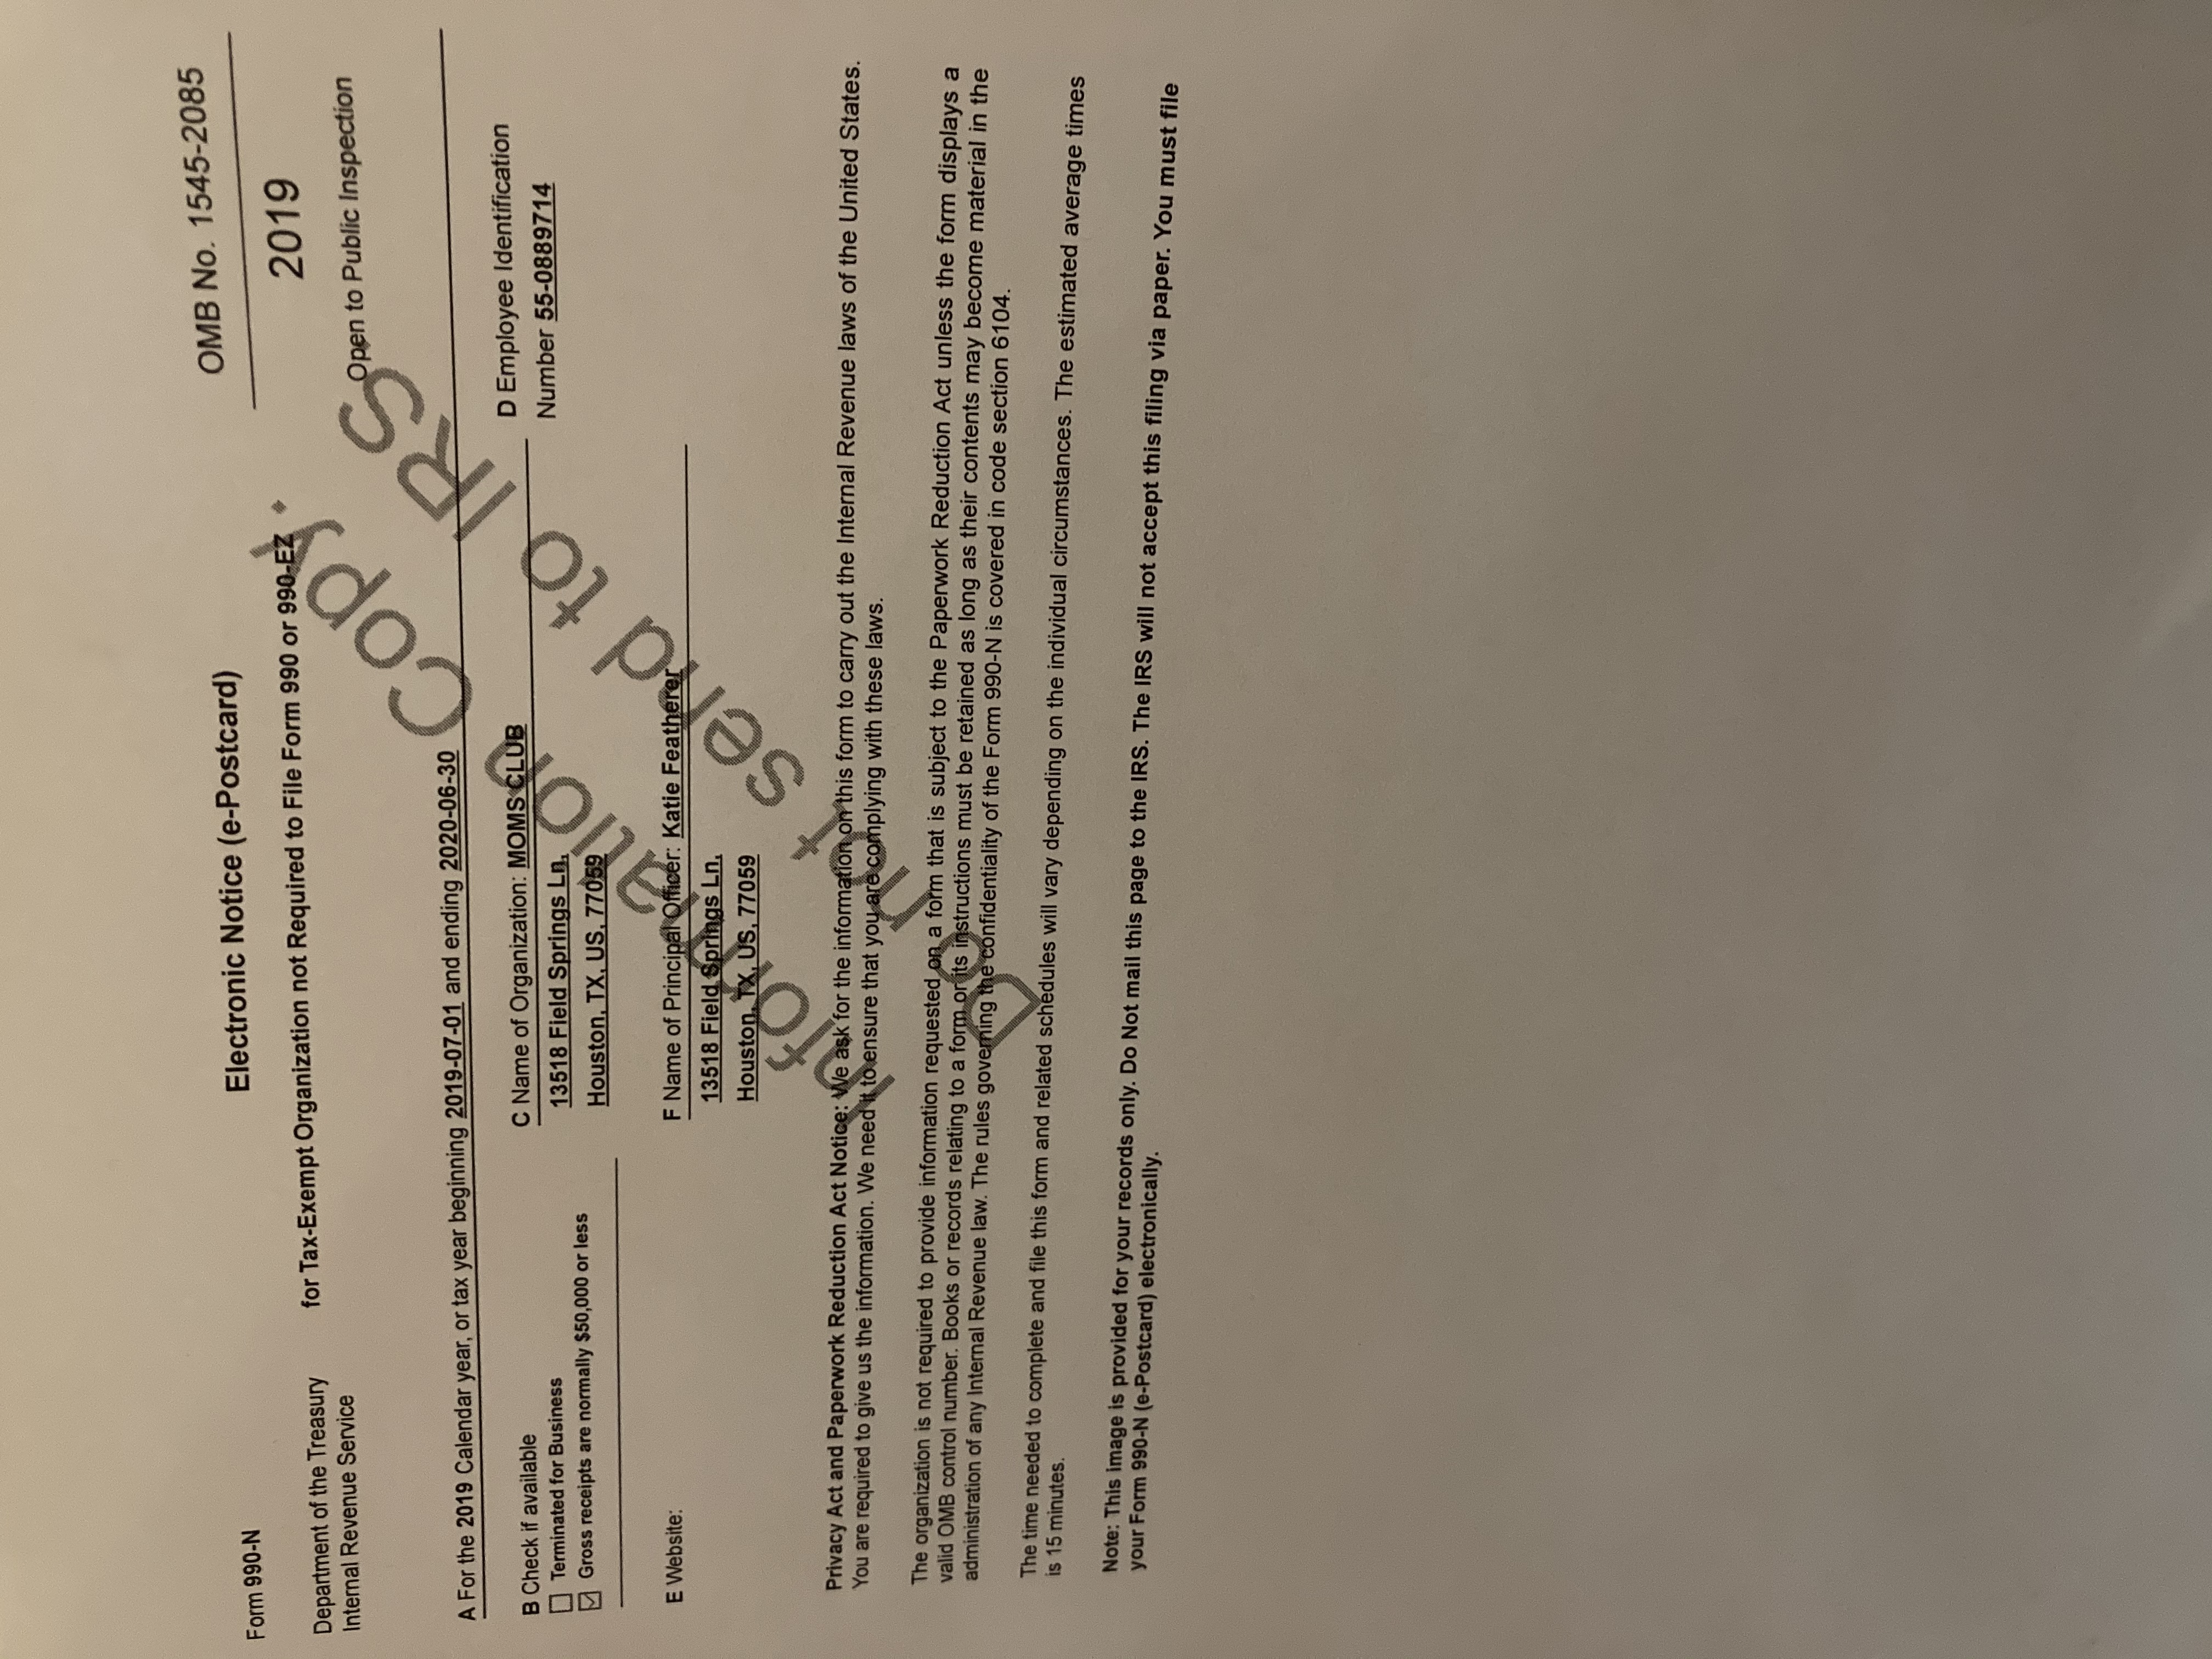 Form 990-N
Department of the Treasury
Internal Revenue Service
Electronic Notice (e-Postcard)
for Tax-Exempt Organization not Required to File Form 990 or 990-EZ
OMB No. 1545-2085
2019
Open to Public Inspection
A For the 2019 Calendar year, or tax year beginning 2019-07-01 and ending 2020-06-30
B Check if available
Terminated for Business
Gross receipts are normally $50,000 or less
C Name of Organization: MOMS CLUB
13518 Field Springs Ln,
Houston, TX, US, 77059
D Employee Identification
Number 55-0889714
E Website:
F Name of Principal Officer: Katie Featherer
13518 Field Springs Ln,
Houston, TX, US, 77059
Privacy Act and Paperwork Reduction Act Notice: We ask for the information on this form to carry out the Internal Revenue laws of the United States.
You are required to give us the information. We need it to ensure that you are complying with these laws.
The organization is not required to provide information requested on a form that is subject to the Paperwork Reduction Act unless the form displays a
valid OMB control number. Books or records relating to a form or its instructions must be retained as long as their contents may become material in the
administration of any Internal Revenue law. The rules governing the confidentiality of the Form 990-N is covered in code section 6104.
The time needed to complete and file this form and related schedules will vary depending on the individual circumstances. The estimated average times
is 15 minutes.
Note: This image is provided for your records only. Do Not mail this page to the IRS. The IRS will not accept this filing via paper. You must file
your Form 990-N (e-Postcard) electronically.
Information Copy.
Do not send to IRS.